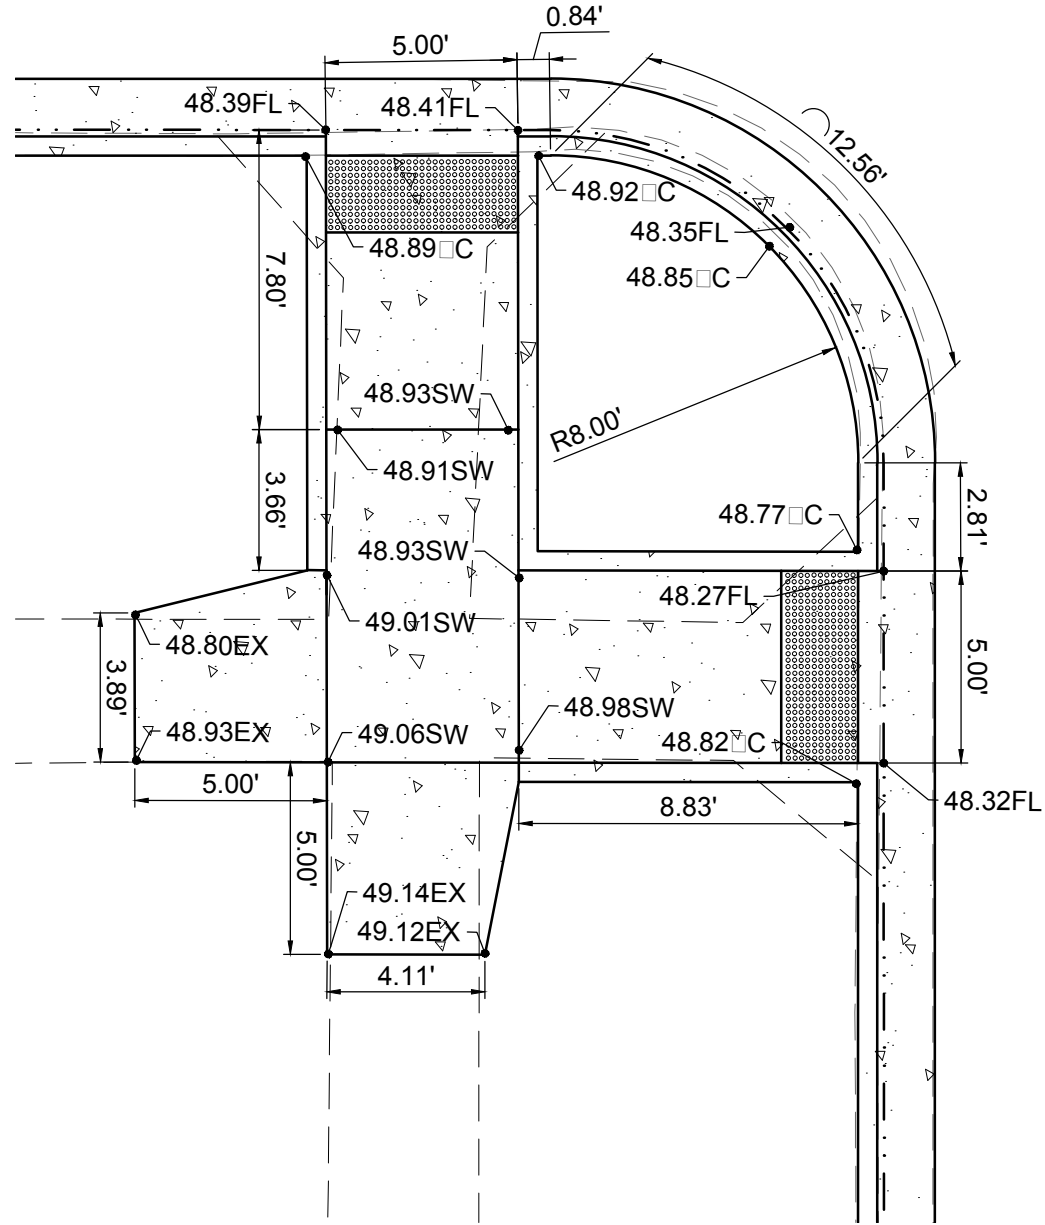 0.84'
5.00'
48.39FL
48.41FL
12.56'
48.92□C
48.35FL
48.89□C
48.85□C
7.80'
48.93SW
R8.00'
48.91SW
3.66'
48.77□C
2.81'
48.93SW
48.27FL
49.01SW
48.80EX
5.00'
3.89'
48.98SW
48.93EX
49.06SW
48.82□C
5.00'
48.32FL
8.83'
5.00'
49.14EX
49.12EX
4.11'